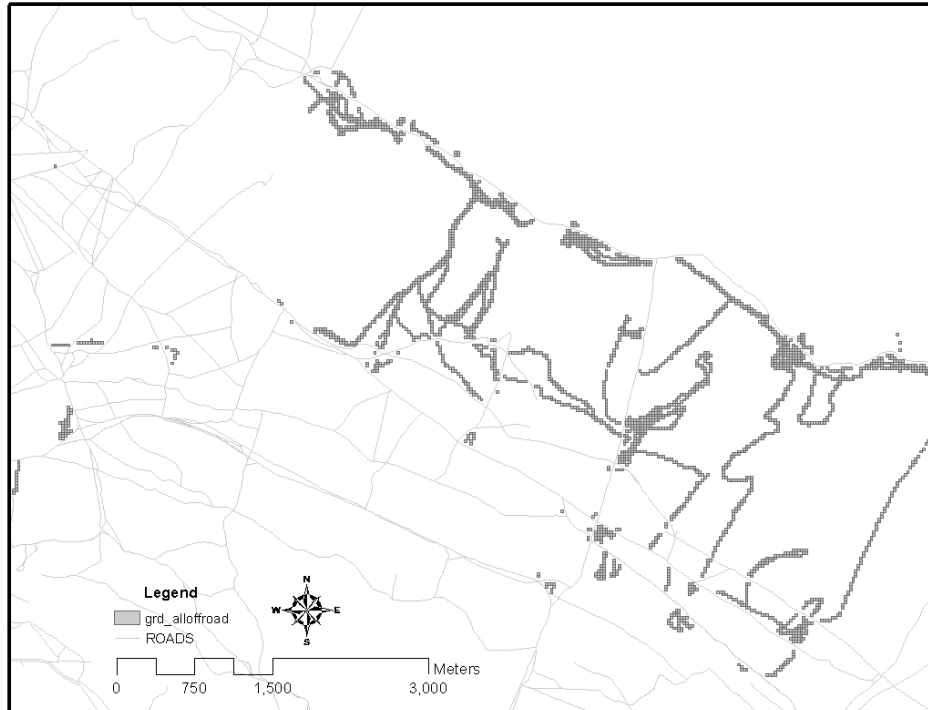 Legend
grd_alloffroad
ROADS
N
W E
S
Meters
0 750 1,500 3,000